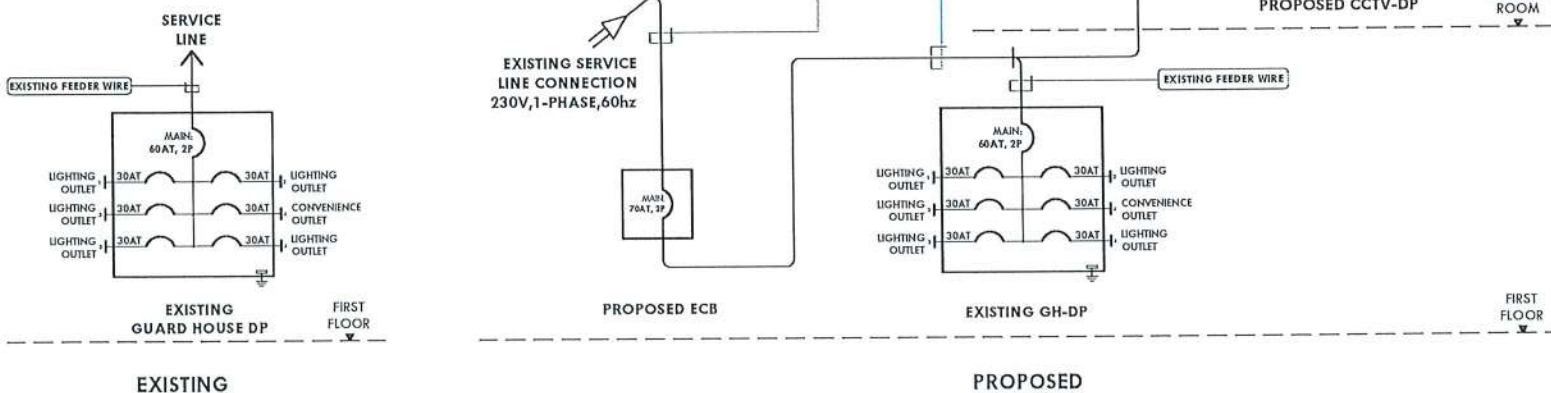 SERVICE
LINE
EXISTING FEEDER WIRE
MAIN:
60AT, 2P
LIGHTING
OUTLET
30AT
30AT
LIGHTING
OUTLET
LIGHTING
OUTLET
30AT
30AT
CONVENIENCE
OUTLET
LIGHTING
OUTLET
30AT
30AT
LIGHTING
OUTLET
EXISTING
GUARD HOUSE DP
FIRST
FLOOR
EXISTING
EXISTING SERVICE
LINE CONNECTION
230V,1-PHASE,60hz
MAIN
PROPOSED ECB
PROPOSED CCTV-DP
ROOM
EXISTING FEEDER WIRE
MAIN:
60AT, 2P
LIGHTING
OUTLET
30AT
30AT
LIGHTING
OUTLET
LIGHTING
OUTLET
30AT
30AT
CONVENIENCE
OUTLET
LIGHTING
OUTLET
30AT
30AT
LIGHTING
OUTLET
EXISTING GH-DP
FIRST
FLOOR
PROPOSED